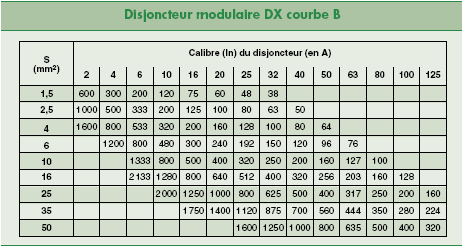 Disjoncteur modulaire DX courbe B
S (mm²) Calibre (In) du disjoncteur (en A)
2 4 6 10 16 20 25 32 40 50 63 80 100 125
1,5 600 300 200 120 75 60 48 38
2,5 1000 500 333 200 125 100 80 63 50
4 1600 800 533 320 200 160 128 100 80 64
6 1200 800 480 300 240 192 150 120 96 76
10 1333 800 500 400 320 250 200 160 127 100
16 2133 1280 800 640 512 400 320 256 203 160 128
25 2000 1250 1000 800 625 500 400 317 250 200 160
35 1750 1400 1120 875 700 560 444 350 280 224
50 1600 1250 1000 800 635 500 400 320